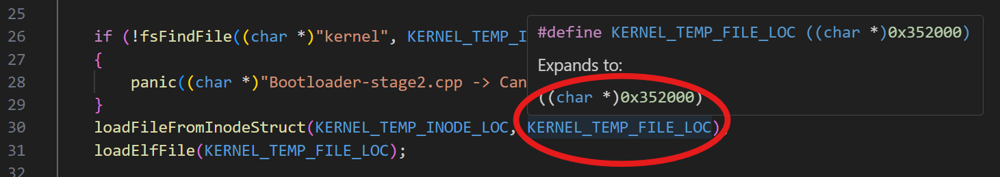 25
26 if (!fsFindFile((char *)"kernel", KERNEL_TEMP_I
27 {
28 panic((char *)"Bootloader-stage2.cpp -> Can
29 }
30 loadFileFromInodeStruct(KERNEL_TEMP_INODE_LOC, KERNEL_TEMP_FILE_LOC);
31 loadElfFile(KERNEL_TEMP_FILE_LOC);
32
#define KERNEL_TEMP_FILE_LOC ((char *)0x352000)
Expands to:
((char *)0x352000)